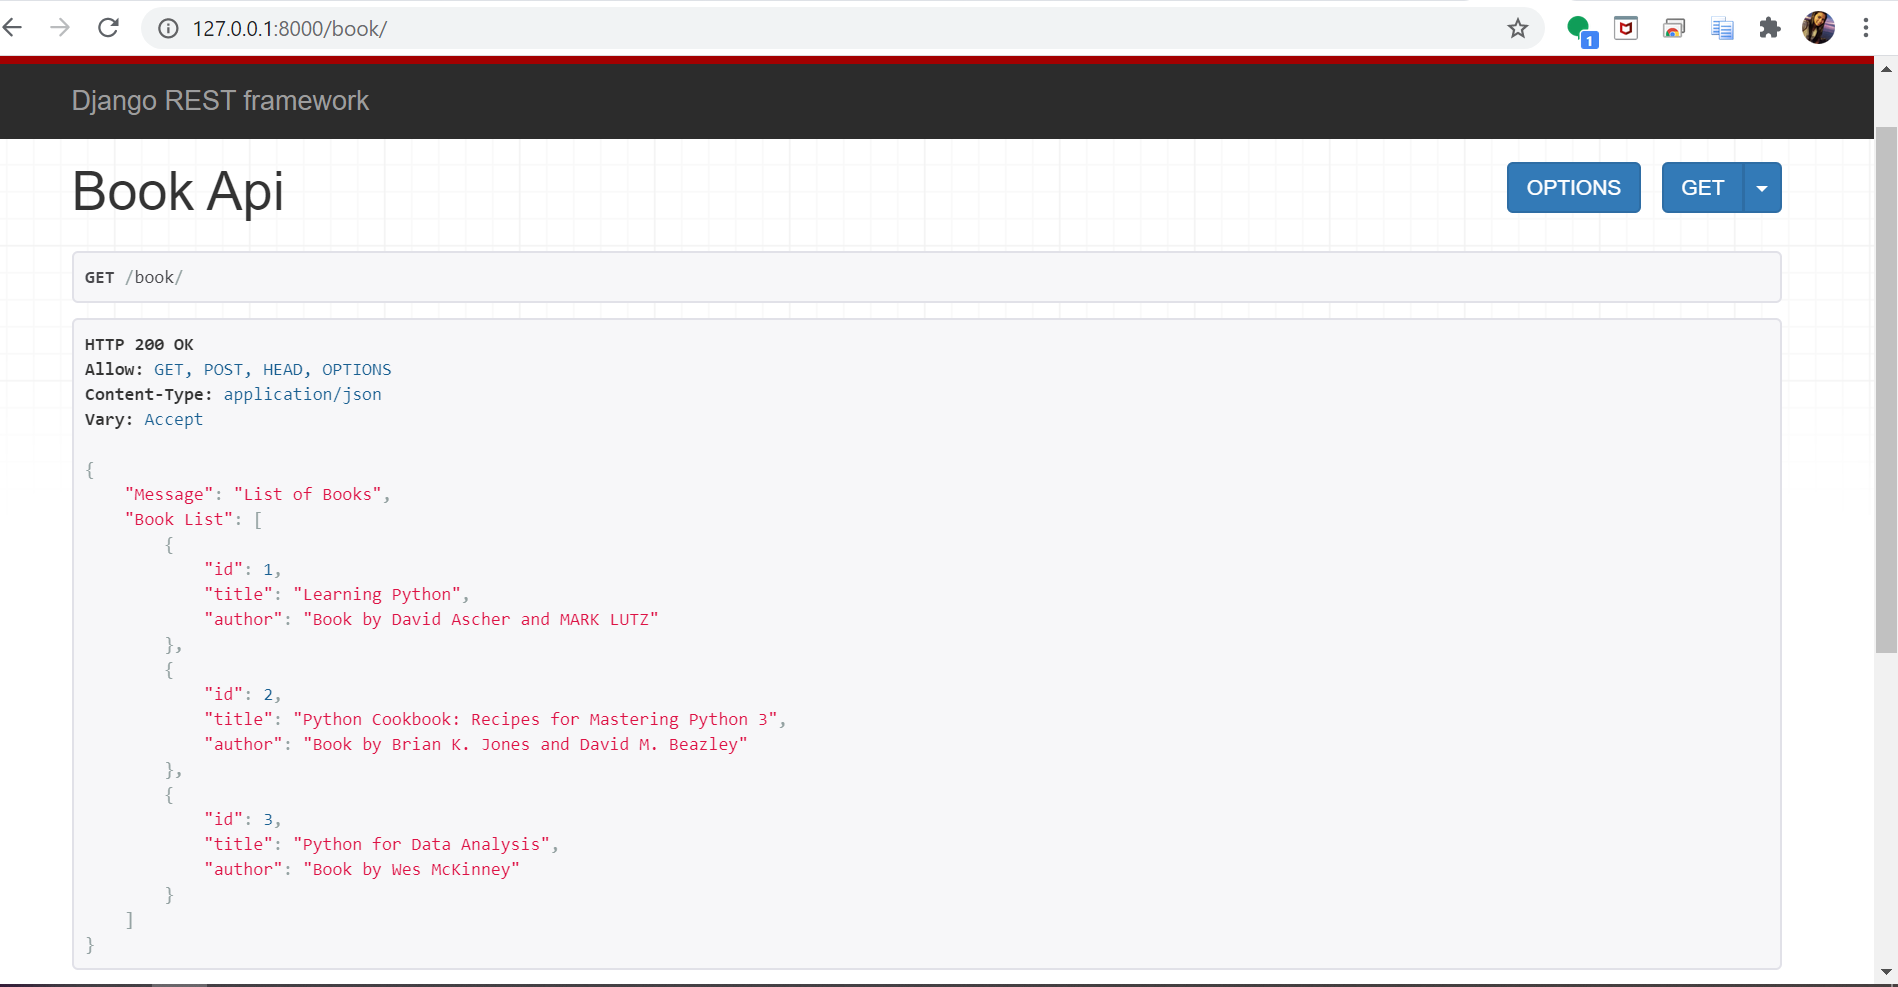 127.0.0.1:8000/book/
1
Django REST framework
Book Api
OPTIONS
GET
GET /book/
HTTP 200 OK
Allow: GET, POST, HEAD, OPTIONS
Content-Type: application/json
Vary: Accept
{
    "Message": "List of Books",
    "Book List": [
        {
            "id": 1,
            "title": "Learning Python",
            "author": "Book by David Ascher and MARK LUTZ"
        },
        {
            "id": 2,
            "title": "Python Cookbook: Recipes for Mastering Python 3",
            "author": "Book by Brian K. Jones and David M. Beazley"
        },
        {
            "id": 3,
            "title": "Python for Data Analysis",
            "author": "Book by Wes McKinney"
        }
    ]
}